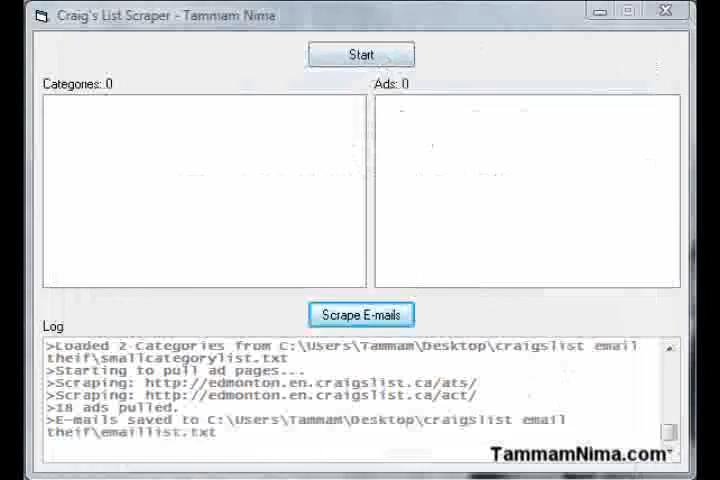 Craig's List Scraper - Tammam Nima
Start
Categories: 0
Ads: 0
Scrape E-mails
Log
>Loaded 2 Categories from C:\Users\Tammam\Desktop\craigslist email
theif\smallcategorylist.txt
>Starting to pull ad pages...
>Scraping: http://edmonton.en.craigslist.ca/ats/
>Scraping: http://edmonton.en.craigslist.ca/act/
>18 ads pulled.
>E-mails saved to C:\Users\Tammam\Desktop\craigslist email
theif\emaillist.txt
TammamNima.com